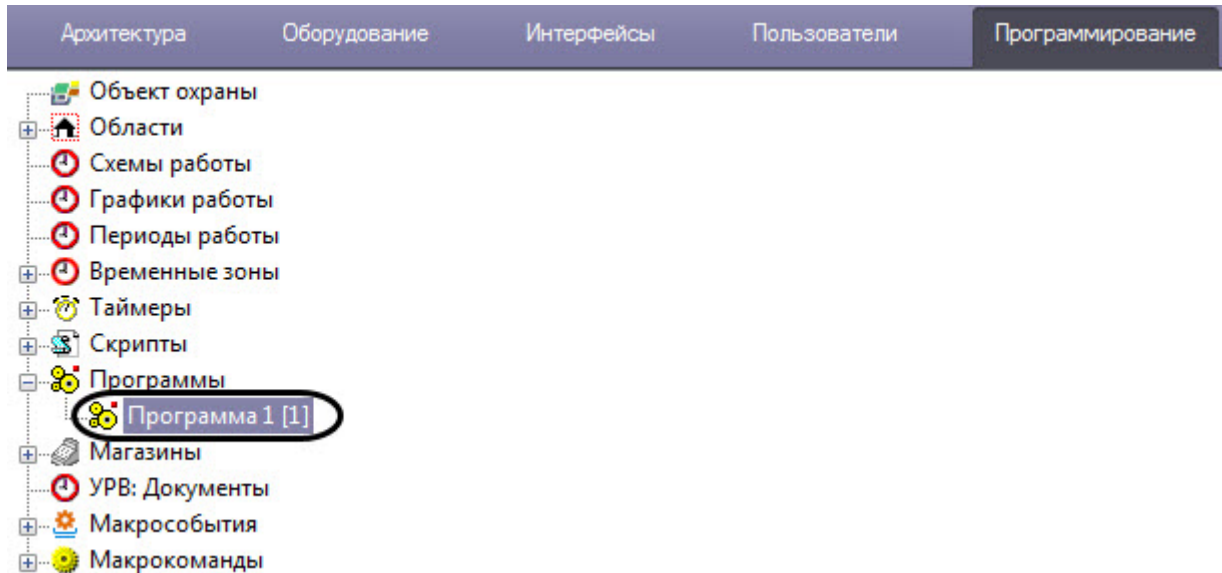 Архитектура Оборудование Интерфейсы Пользователи Программирование
Объект охраны
Области
Схемы работы
Графики работы
Периоды работы
Временные зоны
Таймеры
Скрипты
Программы
Программа 1 [1]
Магазины
УРВ: Документы
Макрособытия
Макрокоманды